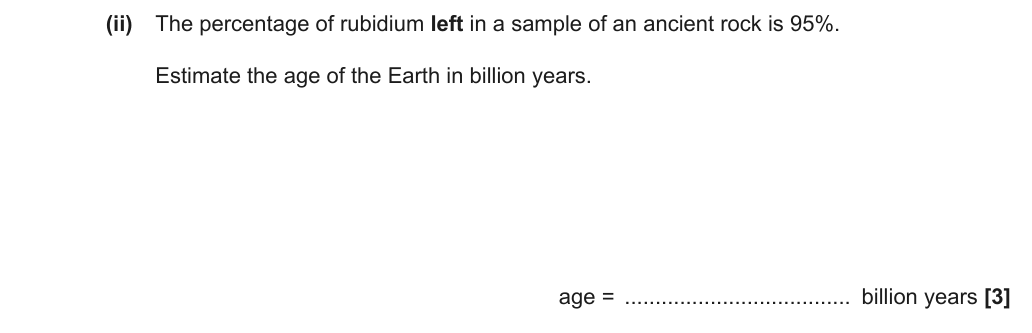 (ii) The percentage of rubidium left in a sample of an ancient rock is 95%.
Estimate the age of the Earth in billion years.
age = ..................................... billion years [3]